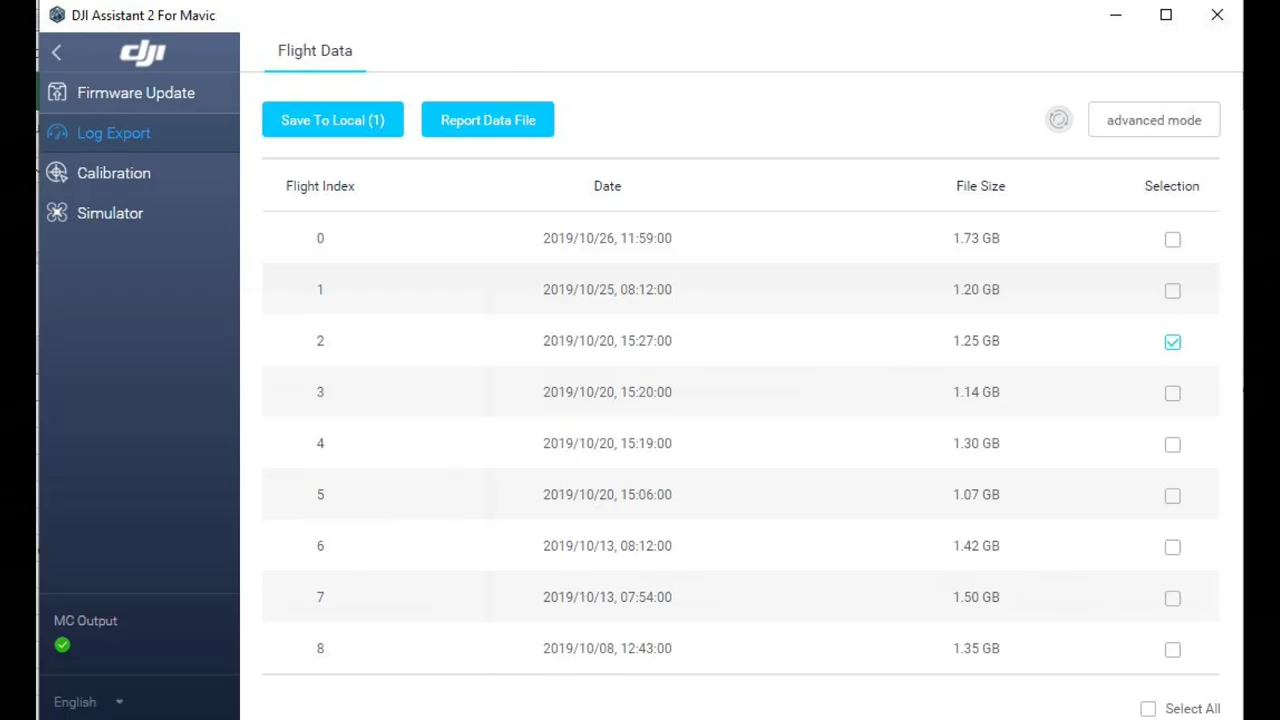 DJI Assistant 2 For Mavic
dji
Flight Data
Firmware Update
Log Export
Calibration
Simulator
Save To Local (1) Report Data File advanced mode
Flight Index Date File Size Selection
0 2019/10/26, 11:59:00 1.73 GB
1 2019/10/25, 08:12:00 1.20 GB
2 2019/10/20, 15:27:00 1.25 GB
3 2019/10/20, 15:20:00 1.14 GB
4 2019/10/20, 15:19:00 1.30 GB
5 2019/10/20, 15:06:00 1.07 GB
6 2019/10/13, 08:12:00 1.42 GB
7 2019/10/13, 07:54:00 1.50 GB
8 2019/10/08, 12:43:00 1.35 GB
MC Output
English
Select All